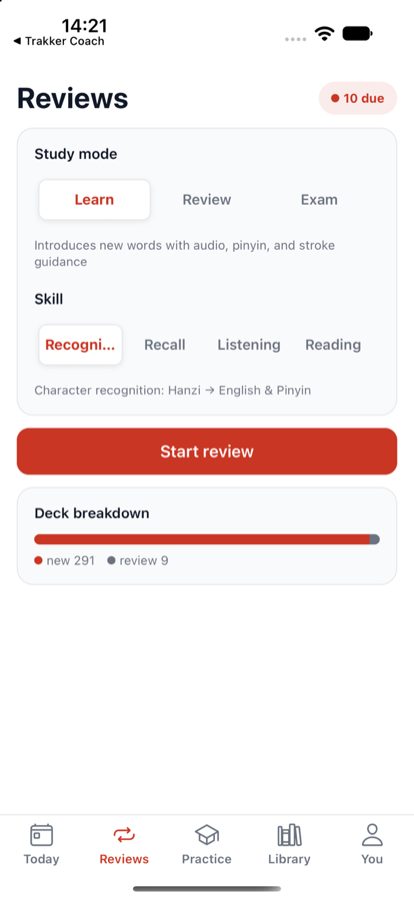 14:21
◀ Trakker Coach
Reviews
10 due
Study mode
Learn
Review
Exam
Introduces new words with audio, pinyin, and stroke
guidance
Skill
Recogni...
Recall
Listening
Reading
Character recognition: Hanzi → English & Pinyin
Start review
Deck breakdown
new 291
review 9
Today
Reviews
Practice
Library
You